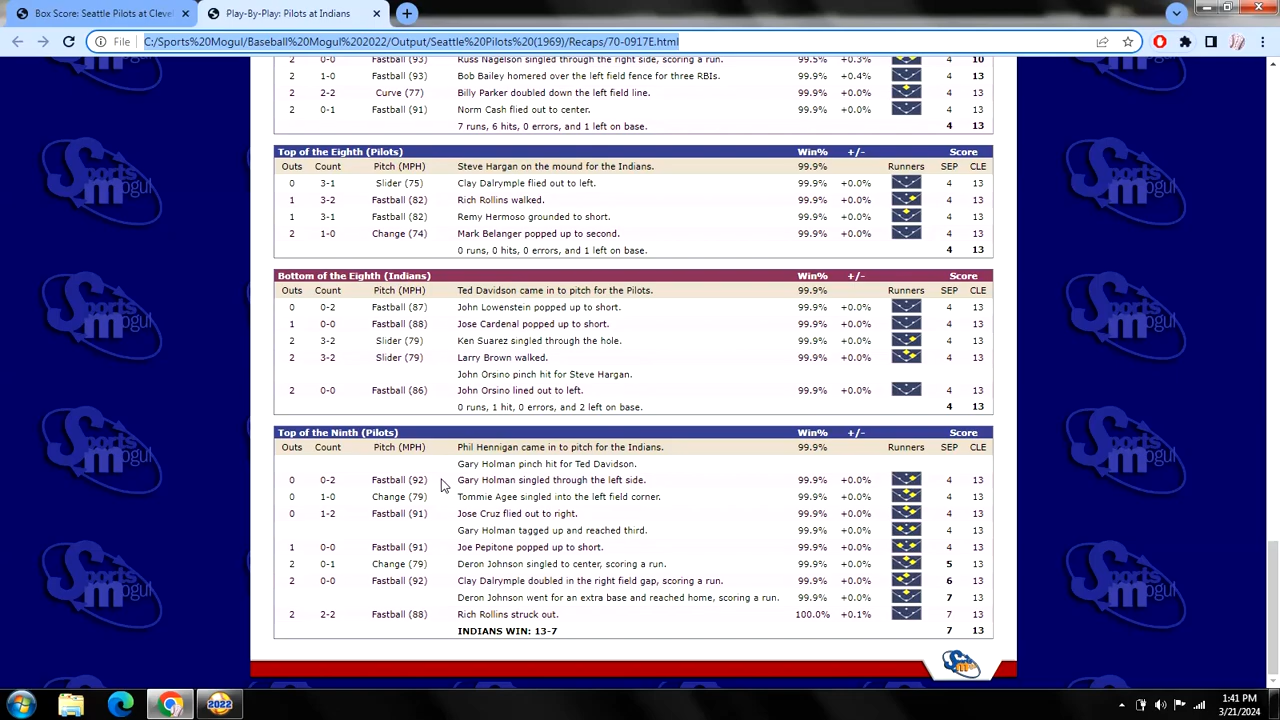 Box Score: Seattle Pilots at Clevel
Play-By-Play: Pilots at Indians
File
C:/Sports%20Mogul/Baseball%20Mogul%202022/Output/Seattle%20Pilots%20(1969)/Recaps/70-0917E.html
2 0-0 Fastball (93) Russ Nagelson singled through the right side, scoring a run. 99.5% +0.3% 4 10
2 1-0 Fastball (93) Bob Bailey homered over the left field fence for three RBIs. 99.9% +0.4% 4 13
2 2-2 Curve (77) Billy Parker doubled down the left field line. 99.9% +0.0% 4 13
2 0-1 Fastball (91) Norm Cash flied out to center. 99.9% +0.0% 4 13
7 runs, 6 hits, 0 errors, and 1 left on base. 4 13
Top of the Eighth (Pilots) Win% +/- Score
Outs Count Pitch (MPH) Steve Hargan on the mound for the Indians. 99.9% Runners SEP CLE
0 3-1 Slider (75) Clay Dalrymple flied out to left. 99.9% +0.0% 4 13
1 3-2 Fastball (82) Rich Rollins walked. 99.9% +0.0% 4 13
1 3-1 Fastball (82) Remy Hermoso grounded to short. 99.9% +0.0% 4 13
2 1-0 Change (74) Mark Belanger popped up to second. 99.9% +0.0% 4 13
0 runs, 0 hits, 0 errors, and 1 left on base. 4 13
Bottom of the Eighth (Indians) Win% +/- Score
Outs Count Pitch (MPH) Ted Davidson came in to pitch for the Pilots. 99.9% Runners SEP CLE
0 0-2 Fastball (87) John Lowenstein popped up to short. 99.9% +0.0% 4 13
1 0-0 Fastball (88) Jose Cardenal popped up to short. 99.9% +0.0% 4 13
2 3-2 Slider (79) Ken Suarez singled through the hole. 99.9% +0.0% 4 13
2 3-2 Slider (79) Larry Brown walked. 99.9% +0.0% 4 13
John Orsino pinch hit for Steve Hargan.
2 0-0 Fastball (86) John Orsino lined out to left. 99.9% +0.0% 4 13
0 runs, 1 hit, 0 errors, and 2 left on base. 4 13
Top of the Ninth (Pilots) Win% +/- Score
Outs Count Pitch (MPH) Phil Hennigan came in to pitch for the Indians. 99.9% Runners SEP CLE
Gary Holman pinch hit for Ted Davidson.
0 0-2 Fastball (92) Gary Holman singled through the left side. 99.9% +0.0% 4 13
0 1-0 Change (79) Tommie Agee singled into the left field corner. 99.9% +0.0% 4 13
0 1-2 Fastball (91) Jose Cruz flied out to right. 99.9% +0.0% 4 13
Gary Holman tagged up and reached third. 99.9% +0.0% 4 13
1 0-0 Fastball (91) Joe Pepitone popped up to short. 99.9% +0.0% 4 13
2 0-1 Change (79) Deron Johnson singled to center, scoring a run. 99.9% +0.0% 5 13
2 0-0 Fastball (92) Clay Dalrymple doubled in the right field gap, scoring a run. 99.9% +0.0% 6 13
Deron Johnson went for an extra base and reached home, scoring a run. 99.9% +0.0% 7 13
2 2-2 Fastball (88) Rich Rollins struck out. 100.0% +0.1% 7 13
INDIANS WIN: 13-7 7 13
Sports Mogul
2022
1:41 PM
3/21/2024